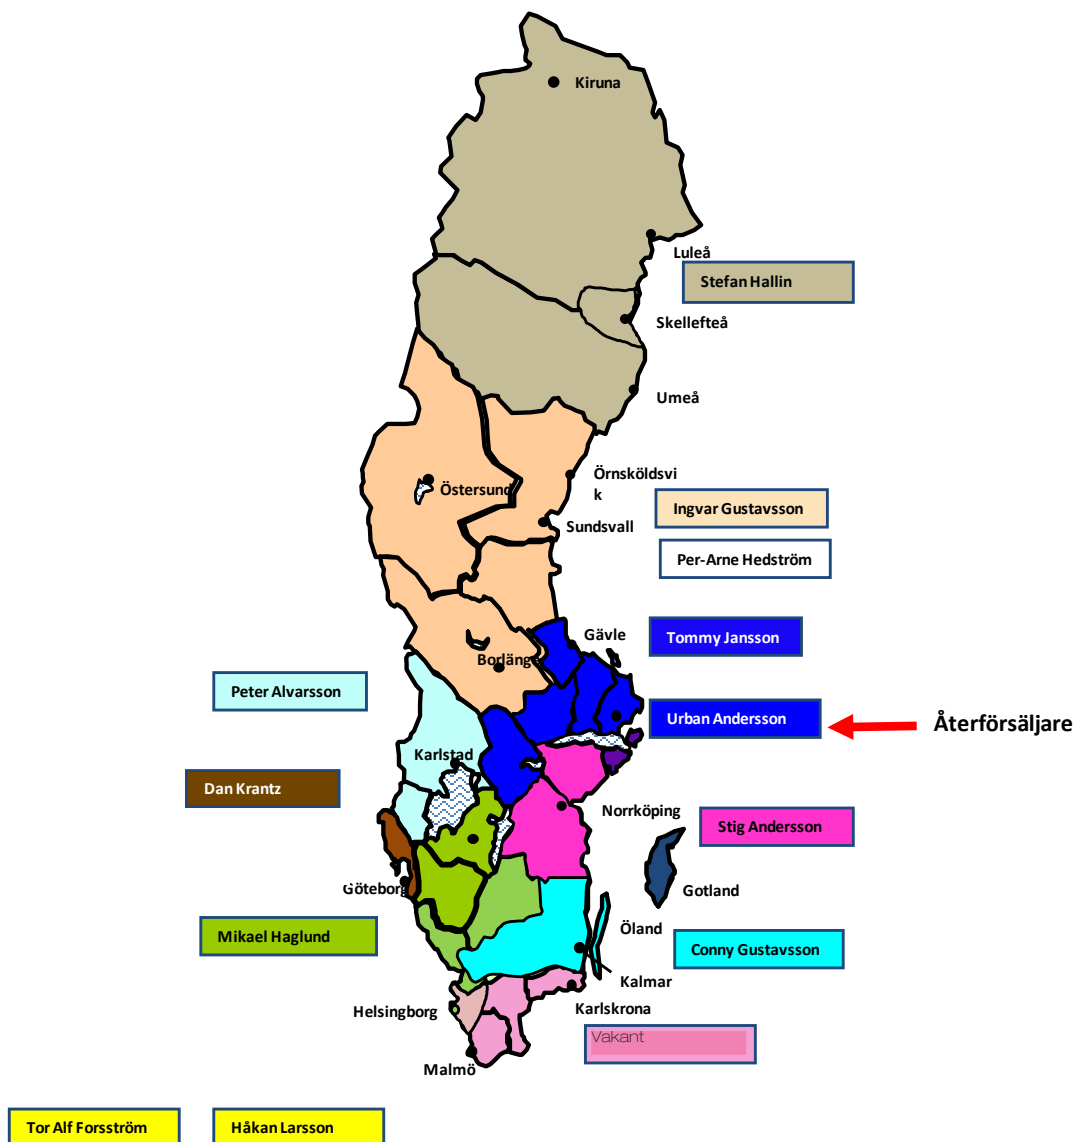 Kiruna
Luleå
Stefan Hallin
Skellefteå
Umeå
Örnsköldsvi
k
Östersund
Ingvar Gustavsson
Sundsvall
Per-Arne Hedström
Gävle
Tommy Jansson
Borläng
Peter Alvarsson
Urban Andersson
Återförsäljare
Karlstad
Dan Krantz
Norrköping
Stig Andersson
Göteborg
Gotland
Mikael Haglund
Öland
Conny Gustavsson
Kalmar
Helsingborg
Karlskrona
Vakant
Malmö
Tor Alf Forsström
Håkan Larsson